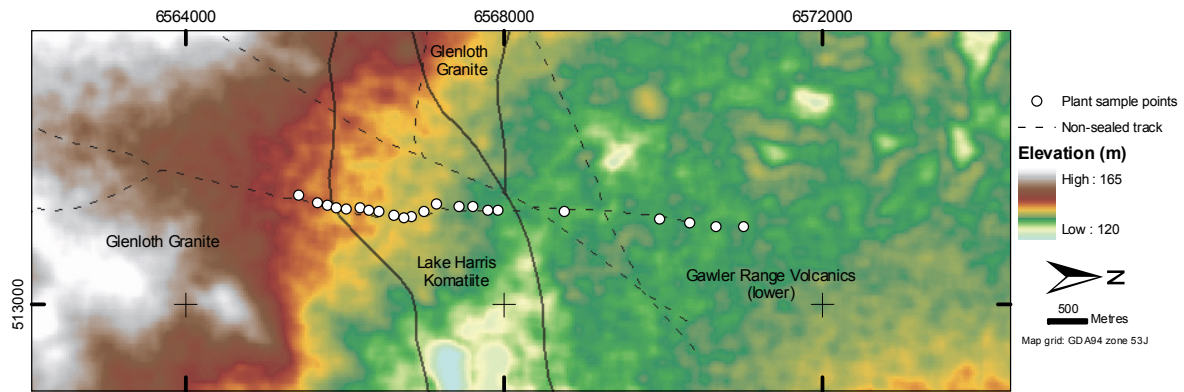 6564000
6568000
6572000
513000
Glenloth
Granite
Glenloth Granite
Lake Harris
Komatiite
Gawler Range Volcanics
(lower)
Plant sample points
Non-sealed track
Elevation (m)
High : 165
Low : 120
N
500
Metres
Map grid: GDA94 zone 53J